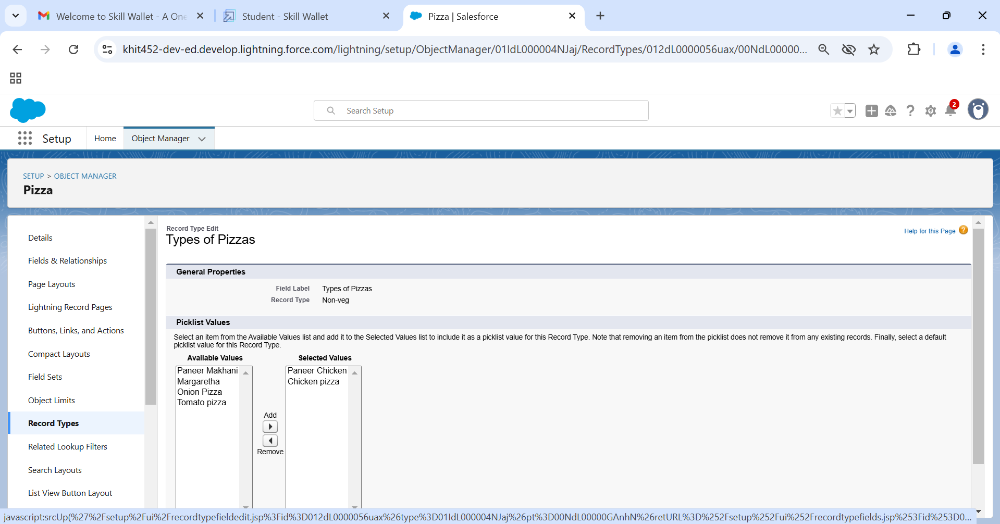 Welcome to Skill Wallet - A One
Student - Skill Wallet
Pizza | Salesforce
khit452-dev-ed.develop.lightning.force.com/lightning/setup/ObjectManager/01IdL000004NJaj/RecordTypes/012dL0000056uax/00NdL00000...
Search Setup
2
Setup
Home
Object Manager
SETUP > OBJECT MANAGER
Pizza
Details
Fields & Relationships
Page Layouts
Lightning Record Pages
Buttons, Links, and Actions
Compact Layouts
Field Sets
Object Limits
Record Types
Related Lookup Filters
Search Layouts
List View Button Layout
Record Type Edit
Types of Pizzas
Help for this Page
General Properties
Field Label Types of Pizzas
Record Type Non-veg
Picklist Values
Select an item from the Available Values list and add it to the Selected Values list to include it as a picklist value for this Record Type. Note that removing an item from the picklist does not remove it from any existing records. Finally, select a default
picklist value for this Record Type.
Available Values
Paneer Makhani
Margaretha
Onion Pizza
Tomato pizza
Add
Remove
Selected Values
Paneer Chicken
Chicken pizza
javascript:srcUp(%27%2Fsetup%2Fui%2Frecordtypefieldedit.jsp%3Fid%3D012dL0000056uax%26type%3D01IdL000004NJaj%26pt%3D00NdL00000GAnhN%26retURL%3D%252Fsetup%252Fui%252Frecordtypefields.jsp%253Fid%253D0...